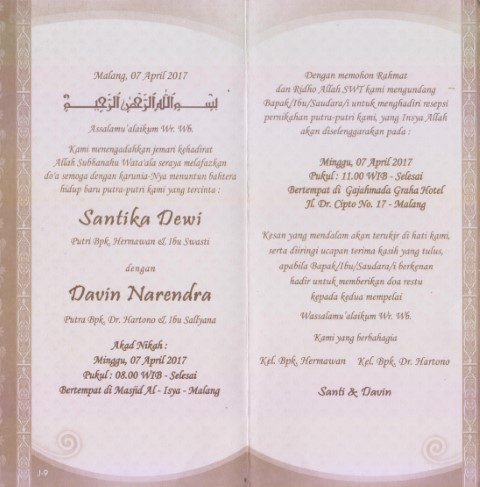 Malang, 07 April 2017
بسم الله الرحمن الرحيم
Assalamu'alaikum Wr. Wb.
Kami menengadahkan jemari kehadirat
Allah Subhanahu Wata'ala seraya melafazkan
do'a semoga dengan karunia-Nya menuntun bahtera
hidup baru putra-putri kami yang tercinta :
Santika Dewi
Putri Bpk. Hermawan & Ibu Swasti
dengan
Davin Narendra
Putra Bpk. Dr. Hartono & Ibu Sallyana
Akad Nikah :
Minggu, 07 April 2017
Pukul : 08.00 WIB - Selesai
Bertempat di Masjid Al - Isya - Malang
J-9
Dengan memohon Rahmat
dan Ridho Allah SWT kami mengundang
Bapak/Ibu/Saudara/i untuk menghadiri resepsi
pernikahan putra-putri kami, yang Insya Allah
akan diselenggarakan pada :
Minggu, 07 April 2017
Pukul : 11.00 WIB - Selesai
Bertempat di Gajahmada Graha Hotel
Jl. Dr. Cipto No. 17 - Malang
Kesan yang mendalam akan terukir di hati kami,
serta diiringi ucapan terima kasih yang tulus,
apabila Bapak/Ibu/Saudara/i berkenan
hadir untuk memberikan doa restu
kepada kedua mempelai
Wassalamu'alaikum Wr. Wb.
Kami yang berbahagia
Kel. Bpk. Hermawan Kel. Bpk. Dr. Hartono
Santi & Davin